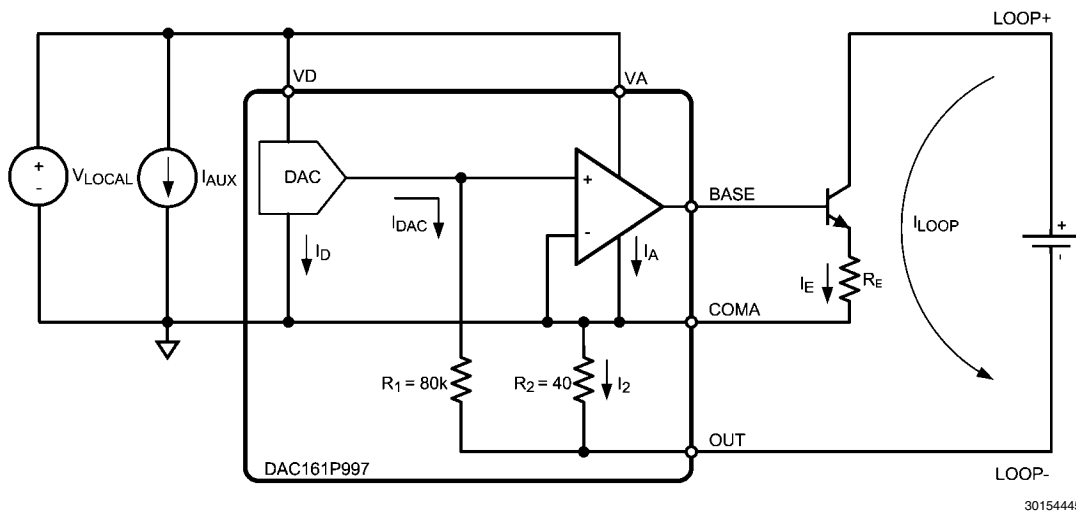 LOOP+
VD
VA
+
-
VLOCAL
IAUX
DAC
+
-
BASE
IDAC
ILOOP
+
-
ID
IA
IE
RE
COMA
R1 = 80k
R2 = 40
I2
OUT
DAC161P997
LOOP-
30154445